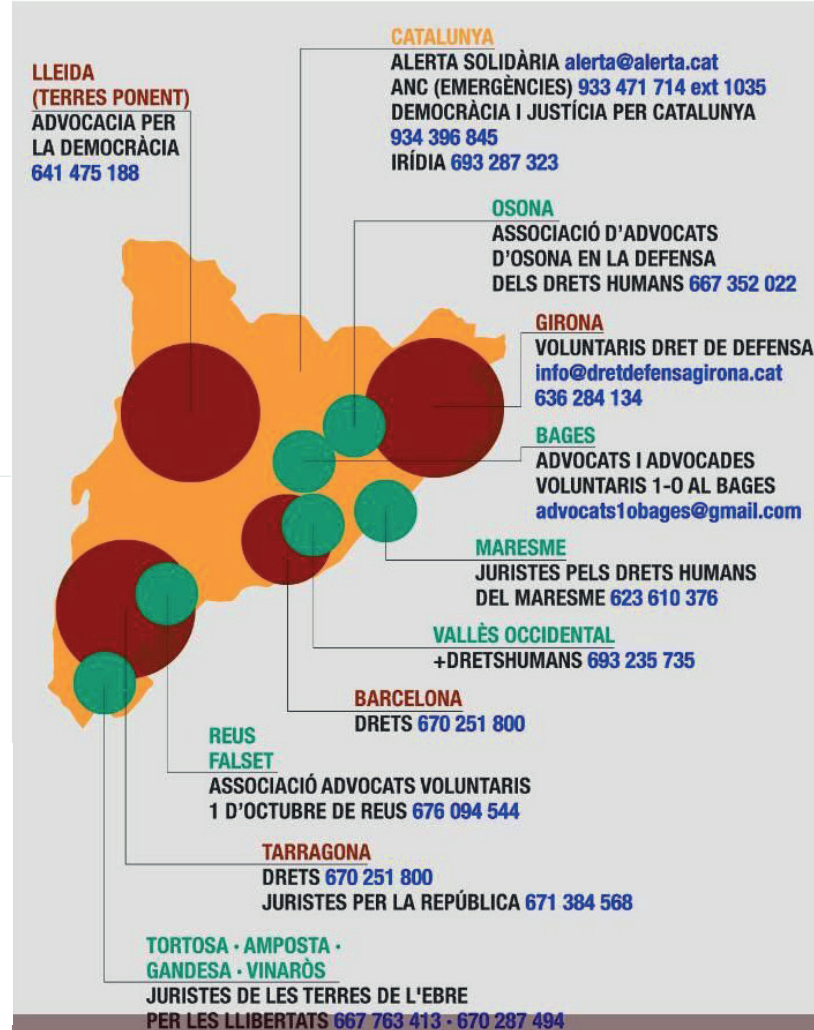 LLEIDA
(TERRES PONENT)
ADVOCACIA PER
LA DEMOCRÀCIA
641 475 188
CATALUNYA
ALERTA SOLIDÀRIA alerta@alerta.cat
ANC (EMERGÈNCIES) 933 471 714 ext 1035
DEMOCRÀCIA I JUSTÍCIA PER CATALUNYA
934 396 845
IRÍDIA 693 287 323
OSONA
ASSOCIACIÓ D'ADVOCATS
D'OSONA EN LA DEFENSA
DELS DRETS HUMANS 667 352 022
GIRONA
VOLUNTARIS DRET DE DEFENSA
info@dretdefensagirona.cat
636 284 134
BAGES
ADVOCATS I ADVOCADES
VOLUNTARIS 1-O AL BAGES
advocats1obages@gmail.com
MARESME
JURISTES PELS DRETS HUMANS
DEL MARESME 623 610 376
VALLÈS OCCIDENTAL
+DRETSHUMANS 693 235 735
BARCELONA
DRETS 670 251 800
REUS
FALSET
ASSOCIACIÓ ADVOCATS VOLUNTARIS
1 D'OCTUBRE DE REUS 676 094 544
TARRAGONA
DRETS 670 251 800
JURISTES PER LA REPÚBLICA 671 384 568
TORTOSA · AMPOSTA ·
GANDESA · VINARÒS
JURISTES DE LES TERRES DE L'EBRE
PER LES LLIBERTATS 667 763 413 · 670 287 494